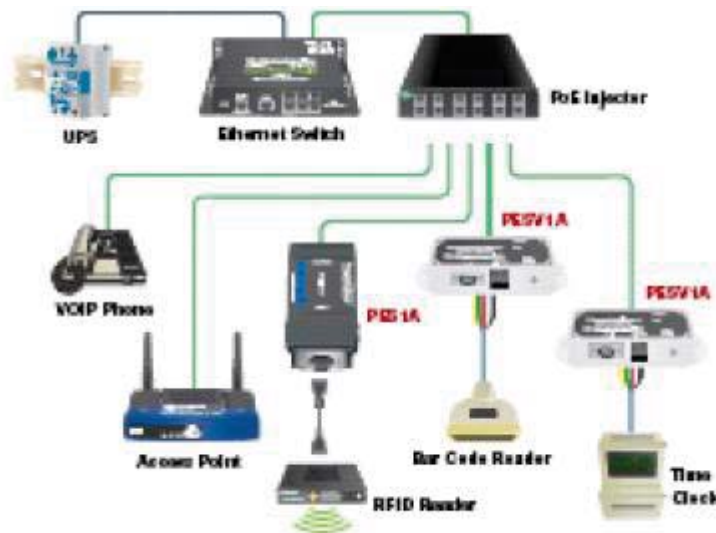 UPS
Ethernet Switch
PoE Injector
VOIP Phone
PES1A
PESV1A
PESV1A
Access Point
RFID Reader
Bar Code Reader
Time
Clock